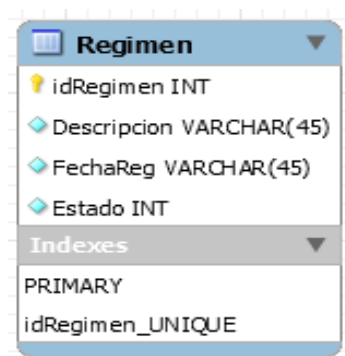 Regimen
idRegimen INT
Descripcion VARCHAR(45)
FechaReg VARCHAR(45)
Estado INT
Indexes
PRIMARY
idRegimen_UNIQUE